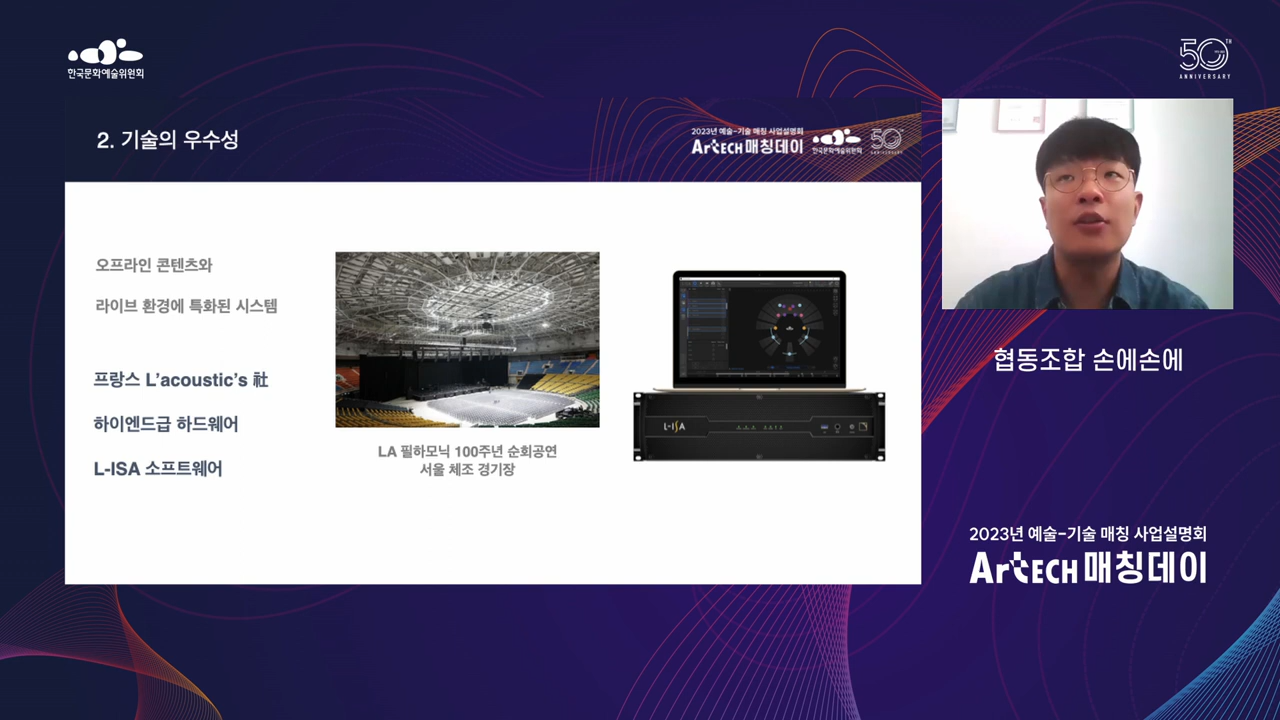 한국문화예술위원회
50TH
ANNIVERSARY
2. 기술의 우수성
2023년 예술-기술 매칭 사업설명회
ArtECH 매칭데이
한국문화예술위원회
50
ANNIVERSARY
오프라인 콘텐츠와
라이브 환경에 특화된 시스템
프랑스 L'acoustic's 社
하이엔드급 하드웨어
L-ISA 소프트웨어
LA 필하모닉 100주년 순회공연
서울 체조 경기장
L-ISA
협동조합 손에손에
2023년 예술-기술 매칭 사업설명회
ArtECH 매칭데이